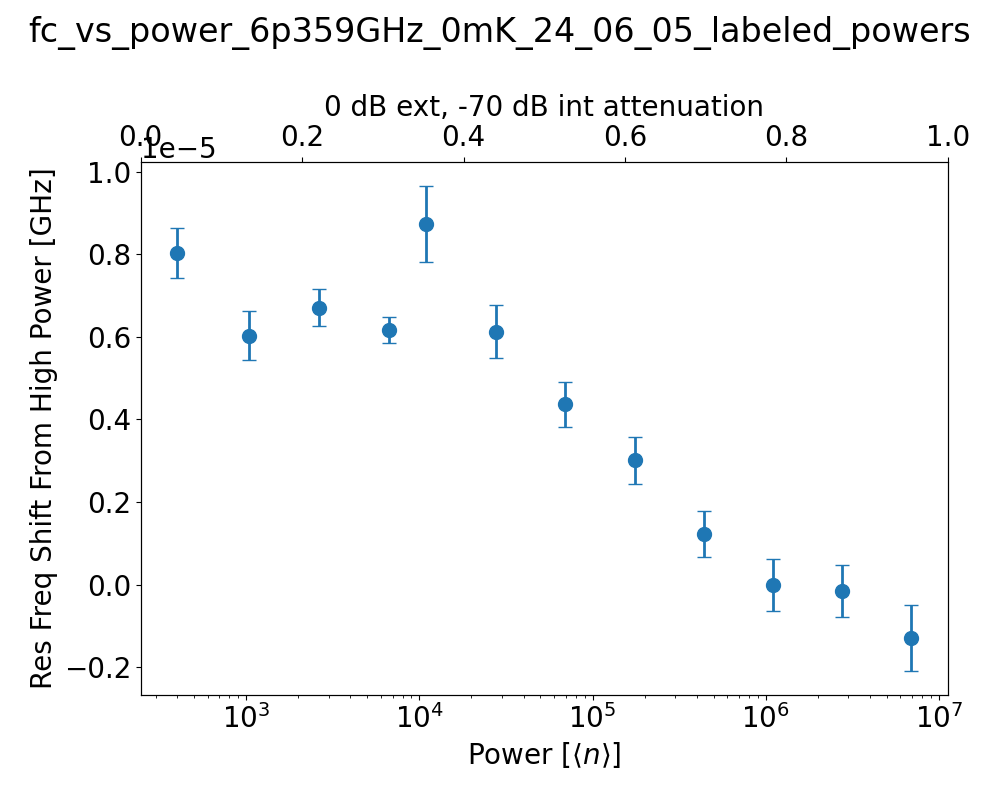 fc_vs_power_6p359GHz_0mK_24_06_05_labeled_powers
0 dB ext, -70 dB int attenuation
0.0 0.2 0.4 0.6 0.8 1.0
1e−5
1.0
0.8
0.6
0.4
0.2
0.0
−0.2
Res Freq Shift From High Power [GHz]
10³ 10⁴ 10⁵ 10⁶ 10⁷
Power [⟨n⟩]